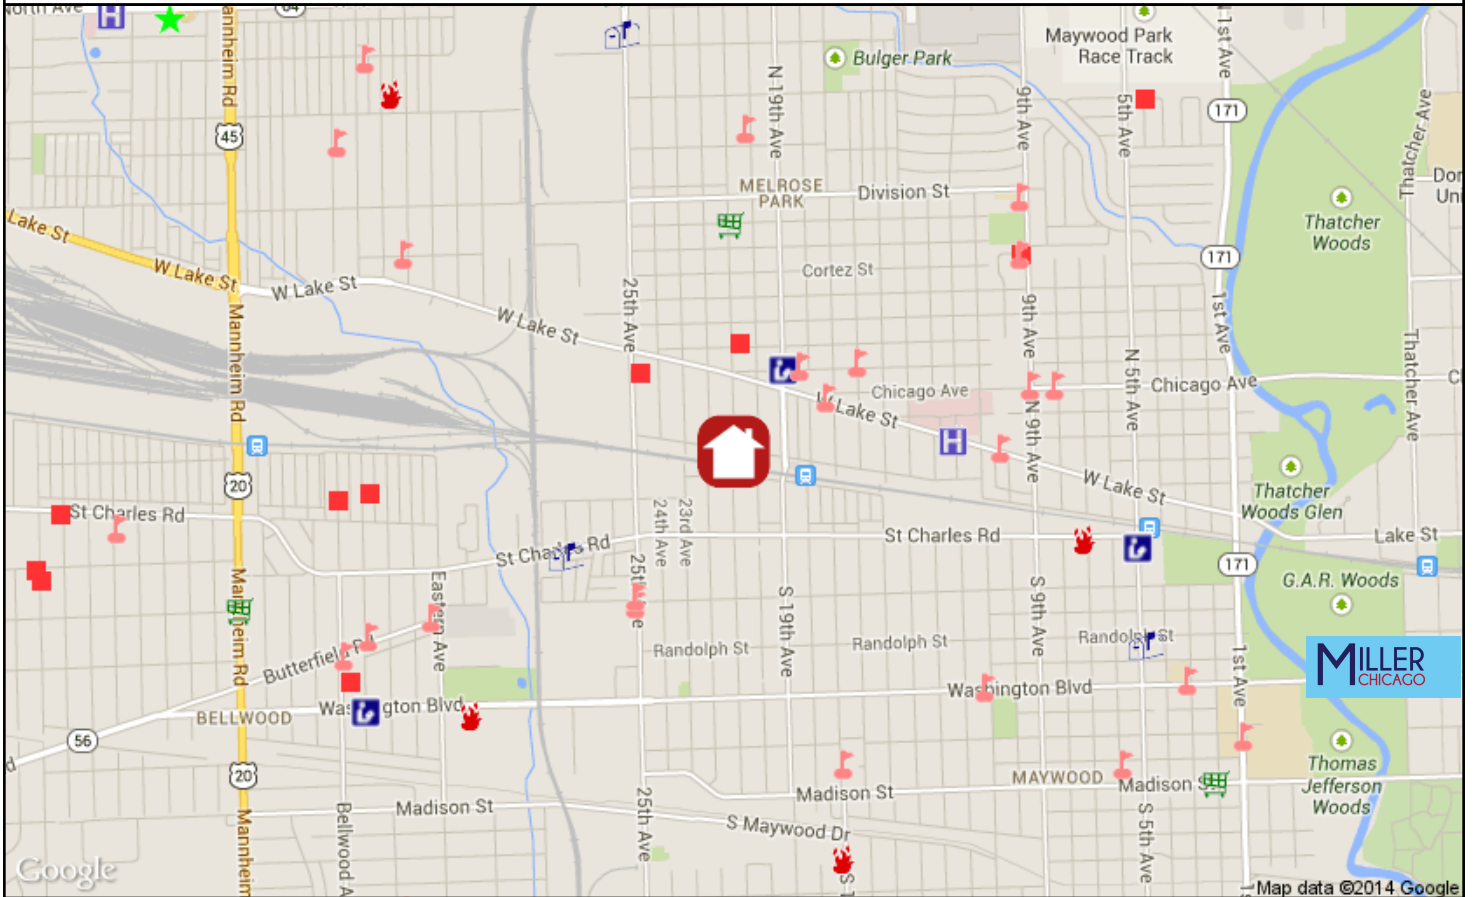 North Ave
64
H
Mannheim Rd
45
Bulger Park
Maywood Park
Race Track
N 19th Ave
9th Ave
5th Ave
N 1st Ave
171
Thatcher Ave
MELROSE
PARK
Division St
Thatcher
Woods
Lake St
W Lake St
W Lake St
Cortez St
171
25th Ave
W Lake St
9th Ave
1st Ave
Mannheim Rd
N 5th Ave
Thatcher Ave
Chicago Ave
Chicago Ave
W Lake St
N 9th Ave
H
20
W Lake St
Thatcher
Woods Glen
St Charles Rd
24th Ave
23rd Ave
St Charles Rd
St Charles Rd
Lake St
25th Ave
171
G.A.R. Woods
Mannheim Rd
Eastern Ave
S 19th Ave
S 9th Ave
Butterfield Rd
Randolph St
Randolph St
Randolph St
1st Ave
MILLER
CHICAGO
BELLWOOD
Washington Blvd
Washington Blvd
56
20
Thomas
Jefferson
Woods
MAYWOOD
Madison St
Madison St
Madison St
S Maywood Dr
Mannheim
Bellwood A
25th Ave
S 5th Ave
S 1
Google
Map data ©2014 Google